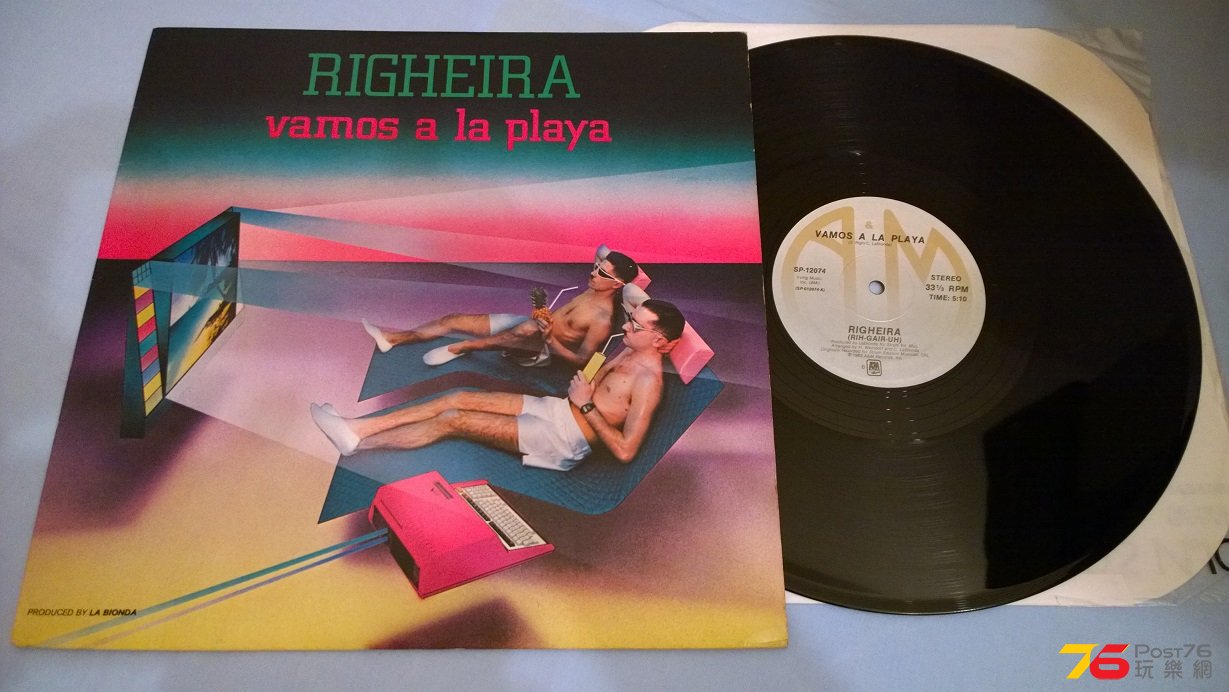 RIGHEIRA
vamos a la playa
PRODUCED BY LA BIONDA
&
A M
VAMOS A LA PLAYA
SP-12074
STEREO
33⅓ RPM
TIME: 5:10
RIGHEIRA
(RIH-GAIR-UH)
76 Post76
玩樂網